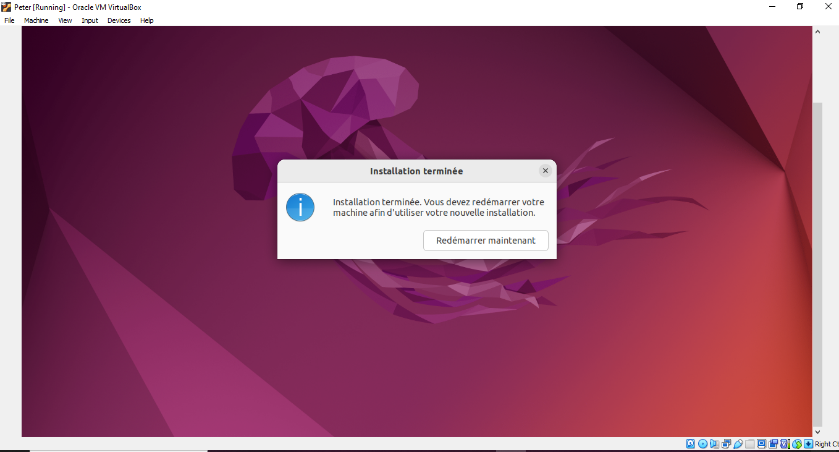 Peter [Running] - Oracle VM VirtualBox
File Machine View Input Devices Help
Installation terminée
Installation terminée. Vous devez redémarrer votre
machine afin d'utiliser votre nouvelle installation.
Redémarrer maintenant
Right Ct